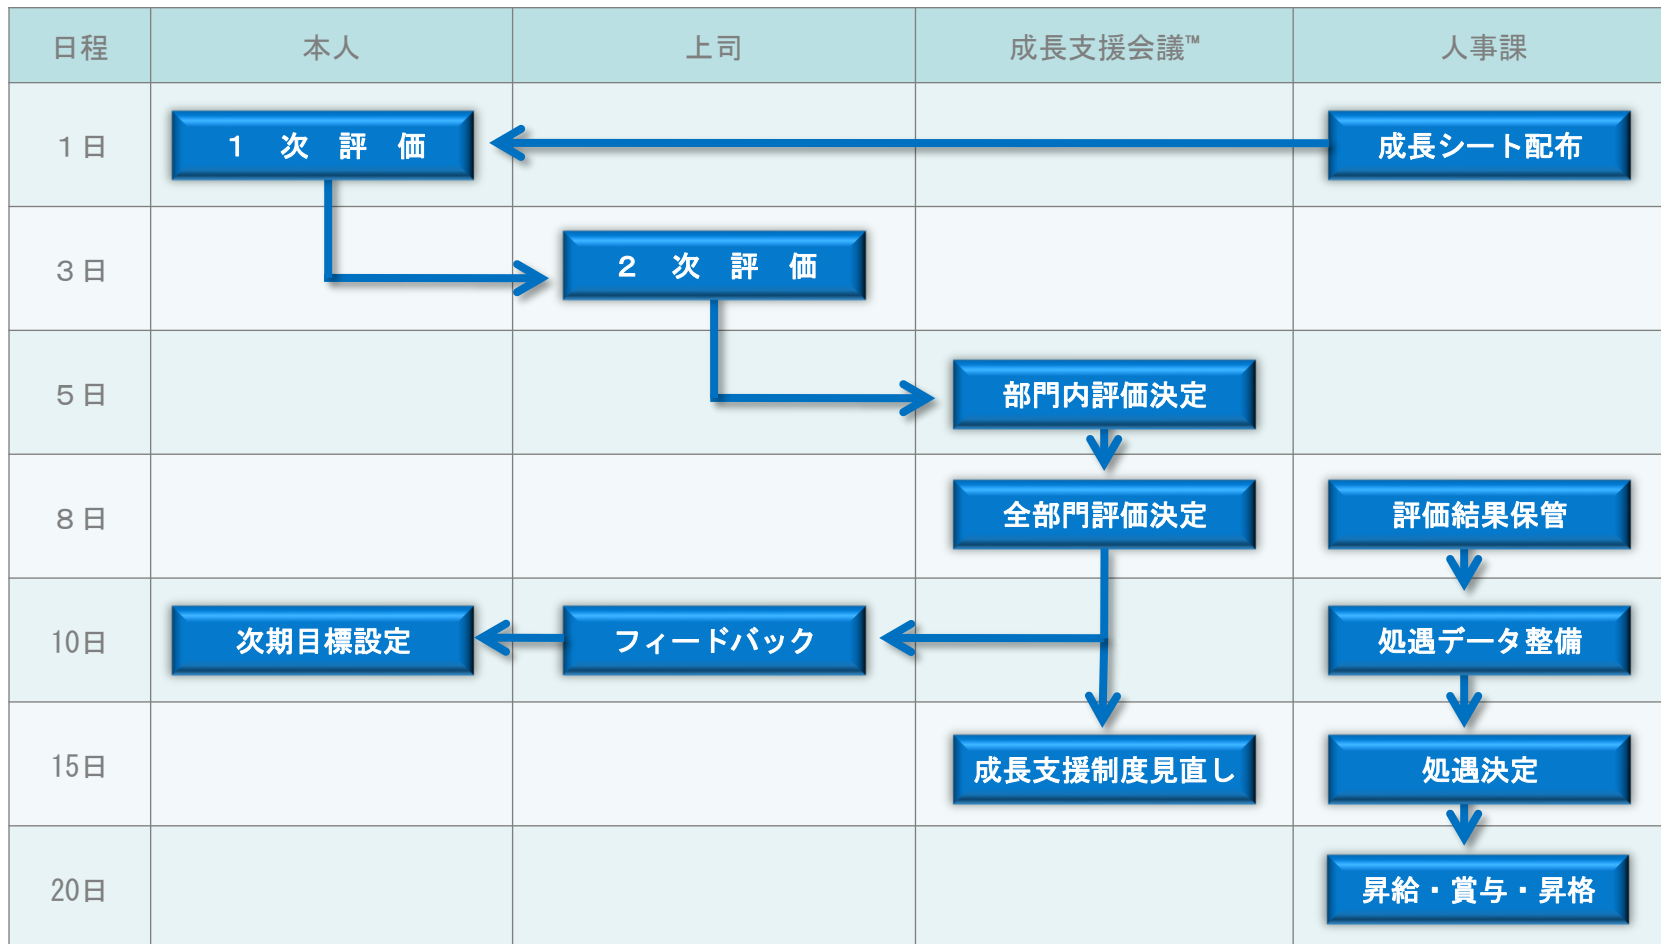 日程 本人 上司 成長支援会議™ 人事課
1日 1 次 評 価 成長シート配布
3日 2 次 評 価
5日 部門内評価決定
8日 全部門評価決定 評価結果保管
10日 次期目標設定 フィードバック 処遇データ整備
15日 成長支援制度見直し 処遇決定
20日 昇給・賞与・昇格